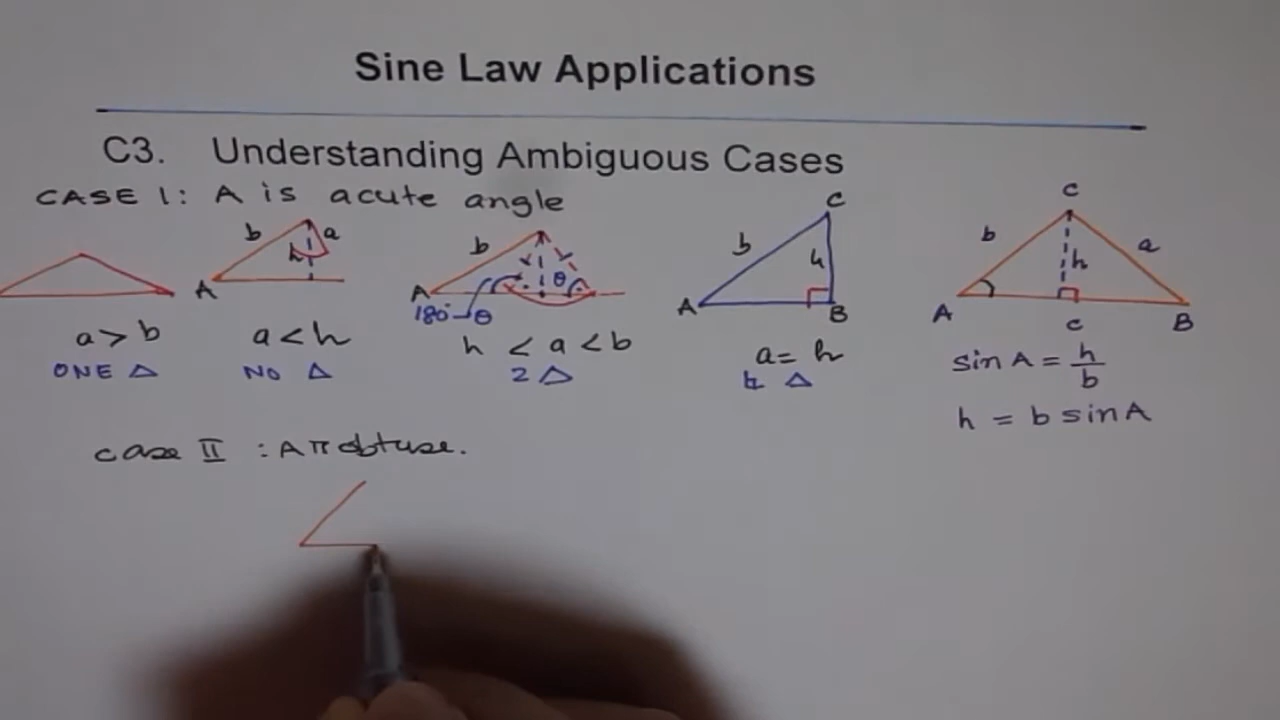 Sine Law Applications
C3. Understanding Ambiguous Cases
CASE 1: A is acute angle
b a h A
a > b
ONE Δ
a < h
NO Δ
b θ A 180-θ
h < a < b
2 Δ
C b h A B
a = h
Δ
C b a h A c B
sin A = h/b
h = b sin A
case II : A obtuse.